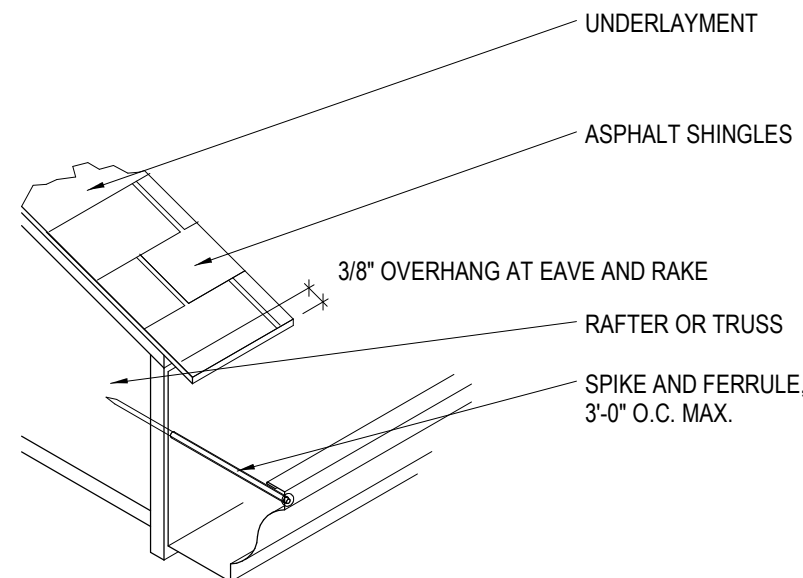 UNDERLAYMENT
ASPHALT SHINGLES
3/8" OVERHANG AT EAVE AND RAKE
RAFTER OR TRUSS
SPIKE AND FERRULE,
3'-0" O.C. MAX.